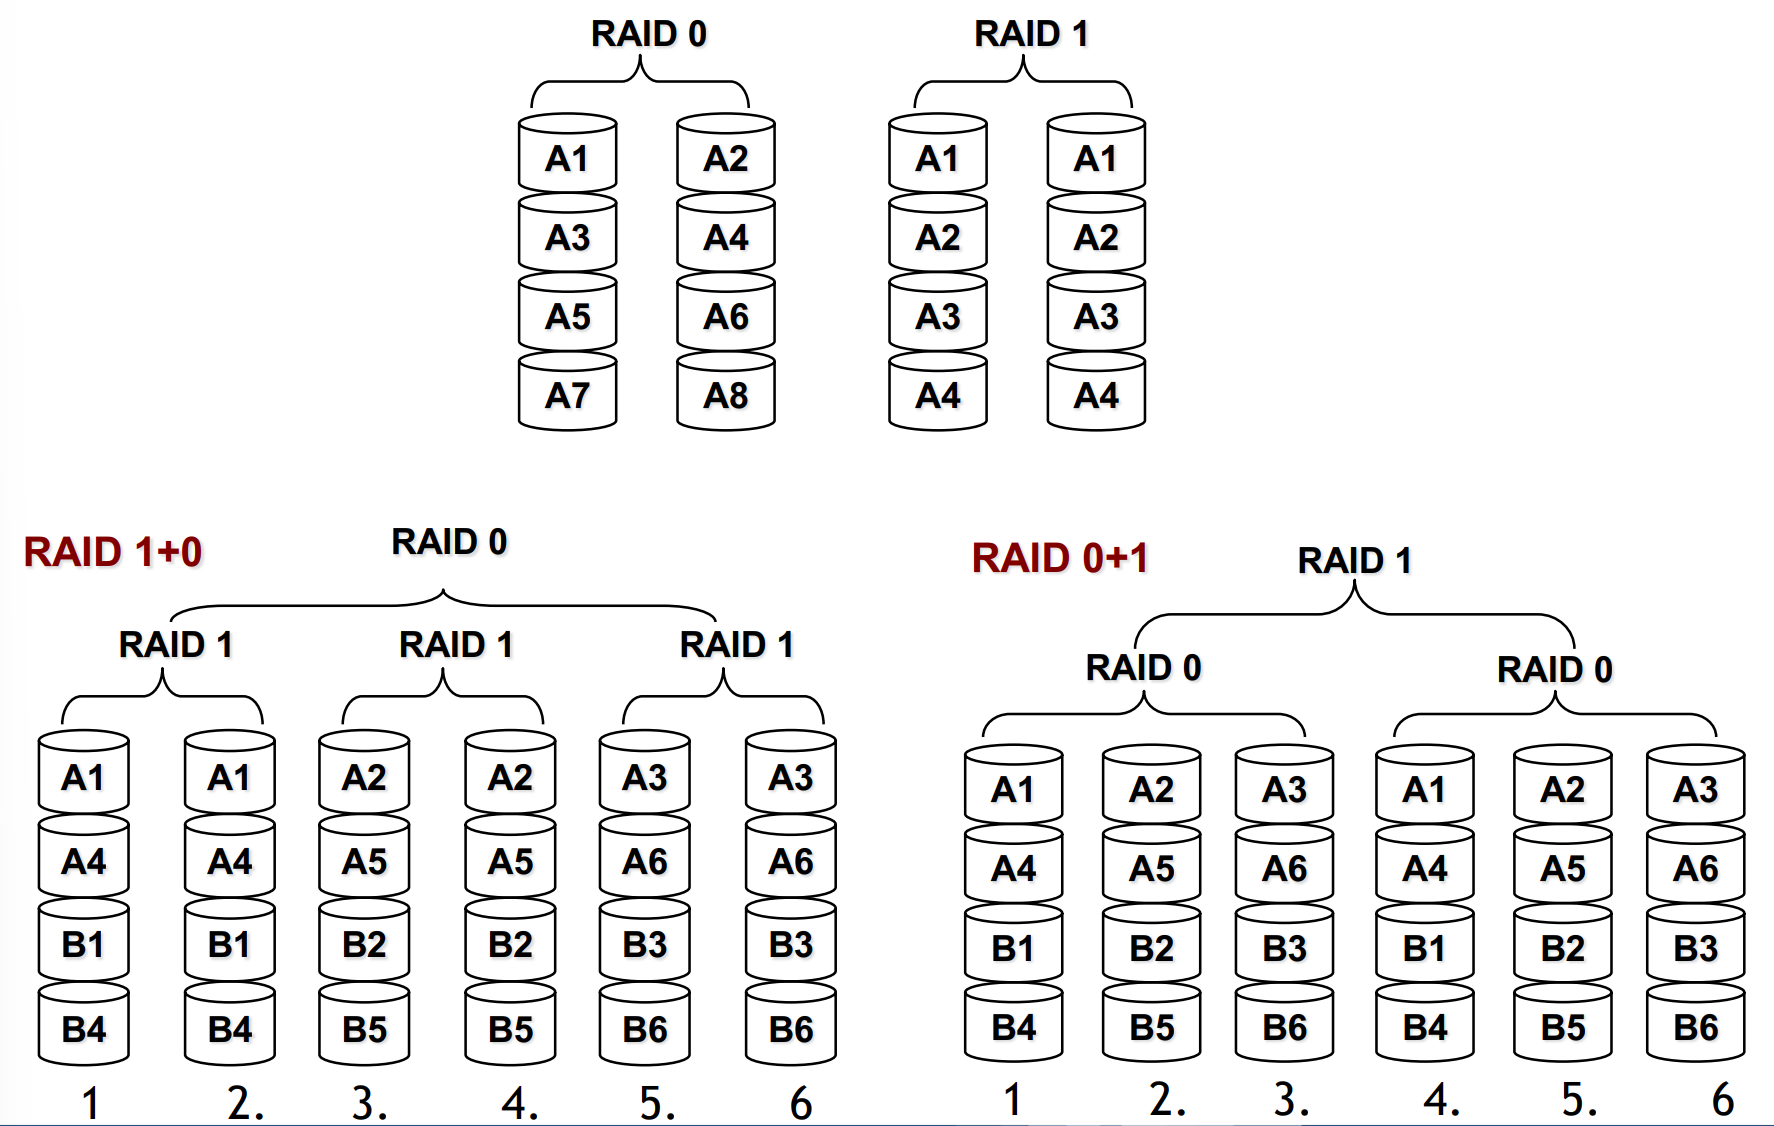 RAID 0 RAID 1
A1 A2 A1 A1
A3 A4 A2 A2
A5 A6 A3 A3
A7 A8 A4 A4
RAID 1+0 RAID 0
RAID 1 RAID 1 RAID 1
A1 A1 A2 A2 A3 A3
A4 A4 A5 A5 A6 A6
B1 B1 B2 B2 B3 B3
B4 B4 B5 B5 B6 B6
1 2. 3. 4. 5. 6
RAID 0+1 RAID 1
RAID 0 RAID 0
A1 A2 A3 A1 A2 A3
A4 A5 A6 A4 A5 A6
B1 B2 B3 B1 B2 B3
B4 B5 B6 B4 B5 B6
1 2. 3. 4. 5. 6